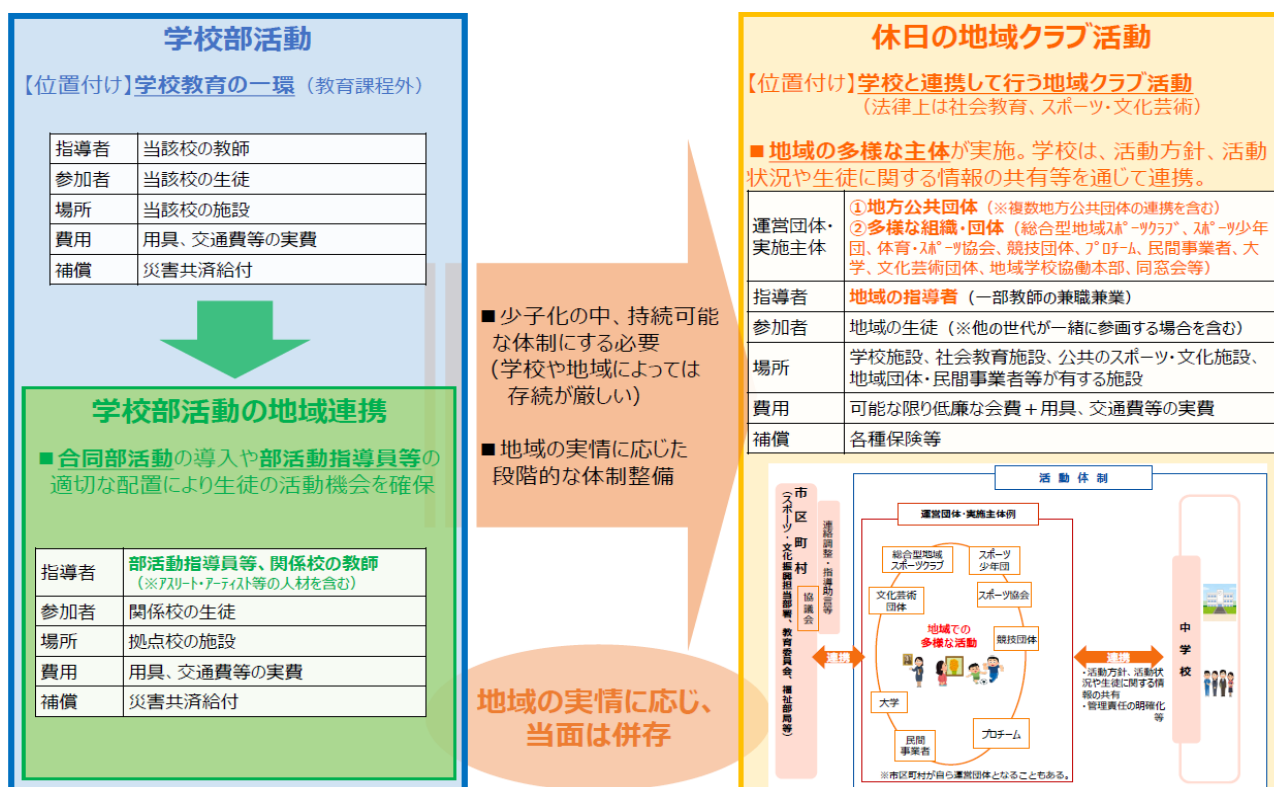 学校部活動
【位置付け】学校教育の一環（教育課程外）
指導者 当該校の教師
参加者 当該校の生徒
場所 当該校の施設
費用 用具、交通費等の実費
補償 災害共済給付
学校部活動の地域連携
■合同部活動の導入や部活動指導員等の
適切な配置により生徒の活動機会を確保
指導者 部活動指導員等、関係校の教師
（※ｱｽﾘｰﾄ・ｱｰﾃｨｽﾄ等の人材を含む）
参加者 関係校の生徒
場所 拠点校の施設
費用 用具、交通費等の実費
補償 災害共済給付
■少子化の中、持続可能
な体制にする必要
(学校や地域によっては
存続が厳しい)
■地域の実情に応じた
段階的な体制整備
地域の実情に応じ、
当面は併存
休日の地域クラブ活動
【位置付け】学校と連携して行う地域クラブ活動
（法律上は社会教育、スポーツ・文化芸術）
■地域の多様な主体が実施。学校は、活動方針、活動
状況や生徒に関する情報の共有等を通じて連携。
運営団体・
実施主体
①地方公共団体（※複数地方公共団体の連携を含む）
②多様な組織・団体（総合型地域ｽﾎﾟｰﾂｸﾗﾌﾞ、ｽﾎﾟｰﾂ少年
団、体育・ｽﾎﾟｰﾂ協会、競技団体、ﾌﾟﾛﾁｰﾑ、民間事業者、大
学、文化芸術団体、地域学校協働本部、同窓会等）
指導者 地域の指導者（一部教師の兼職兼業）
参加者 地域の生徒（※他の世代が一緒に参画する場合を含む）
場所
学校施設、社会教育施設、公共のスポーツ・文化施設、
地域団体・民間事業者等が有する施設
費用 可能な限り低廉な会費＋用具、交通費等の実費
補償 各種保険等
活動体制
市区町村
（スポーツ・文化振興担当部署、教育委員会、福祉部局等）
協議会
連絡調整・指導助言等
連携
運営団体・実施主体例
総合型地域
スポーツクラブ
スポーツ
少年団
文化芸術
団体
スポーツ協会
地域での
多様な活動
競技団体
大学
民間
事業者
プロチーム
※市区町村が自ら運営団体となることもある。
連携
・活動方針、活動状
況や生徒に関する情
報の共有
・管理責任の明確化
等
中学校